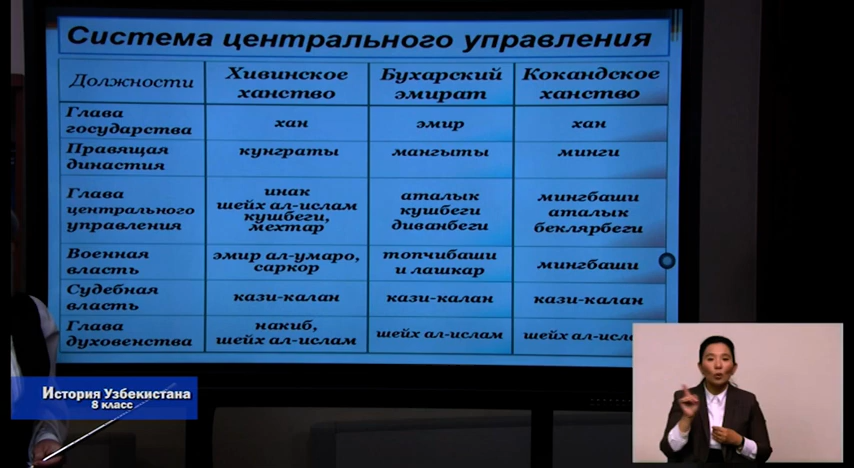 Система центрального управления
Должности
Хивинское
ханство
Бухарский
эмират
Кокандское
ханство
Глава
государства
хан
эмир
хан
Правящая
династия
кунграты
мангыты
минги
Глава
центрального
управления
инак
шейх ал-ислам
кушбеги,
мехтар
аталык
кушбеги
диванбеги
мингбаши
аталык
беклярбеги
Военная
власть
эмир ал-умаро,
саркор
топчибаши
и лашкар
мингбаши
Судебная
власть
кази-калан
кази-калан
кази-калан
Глава
духовенства
накиб,
шейх ал-ислам
шейх ал-ислам
шейх
История Узбекистана
8 класс